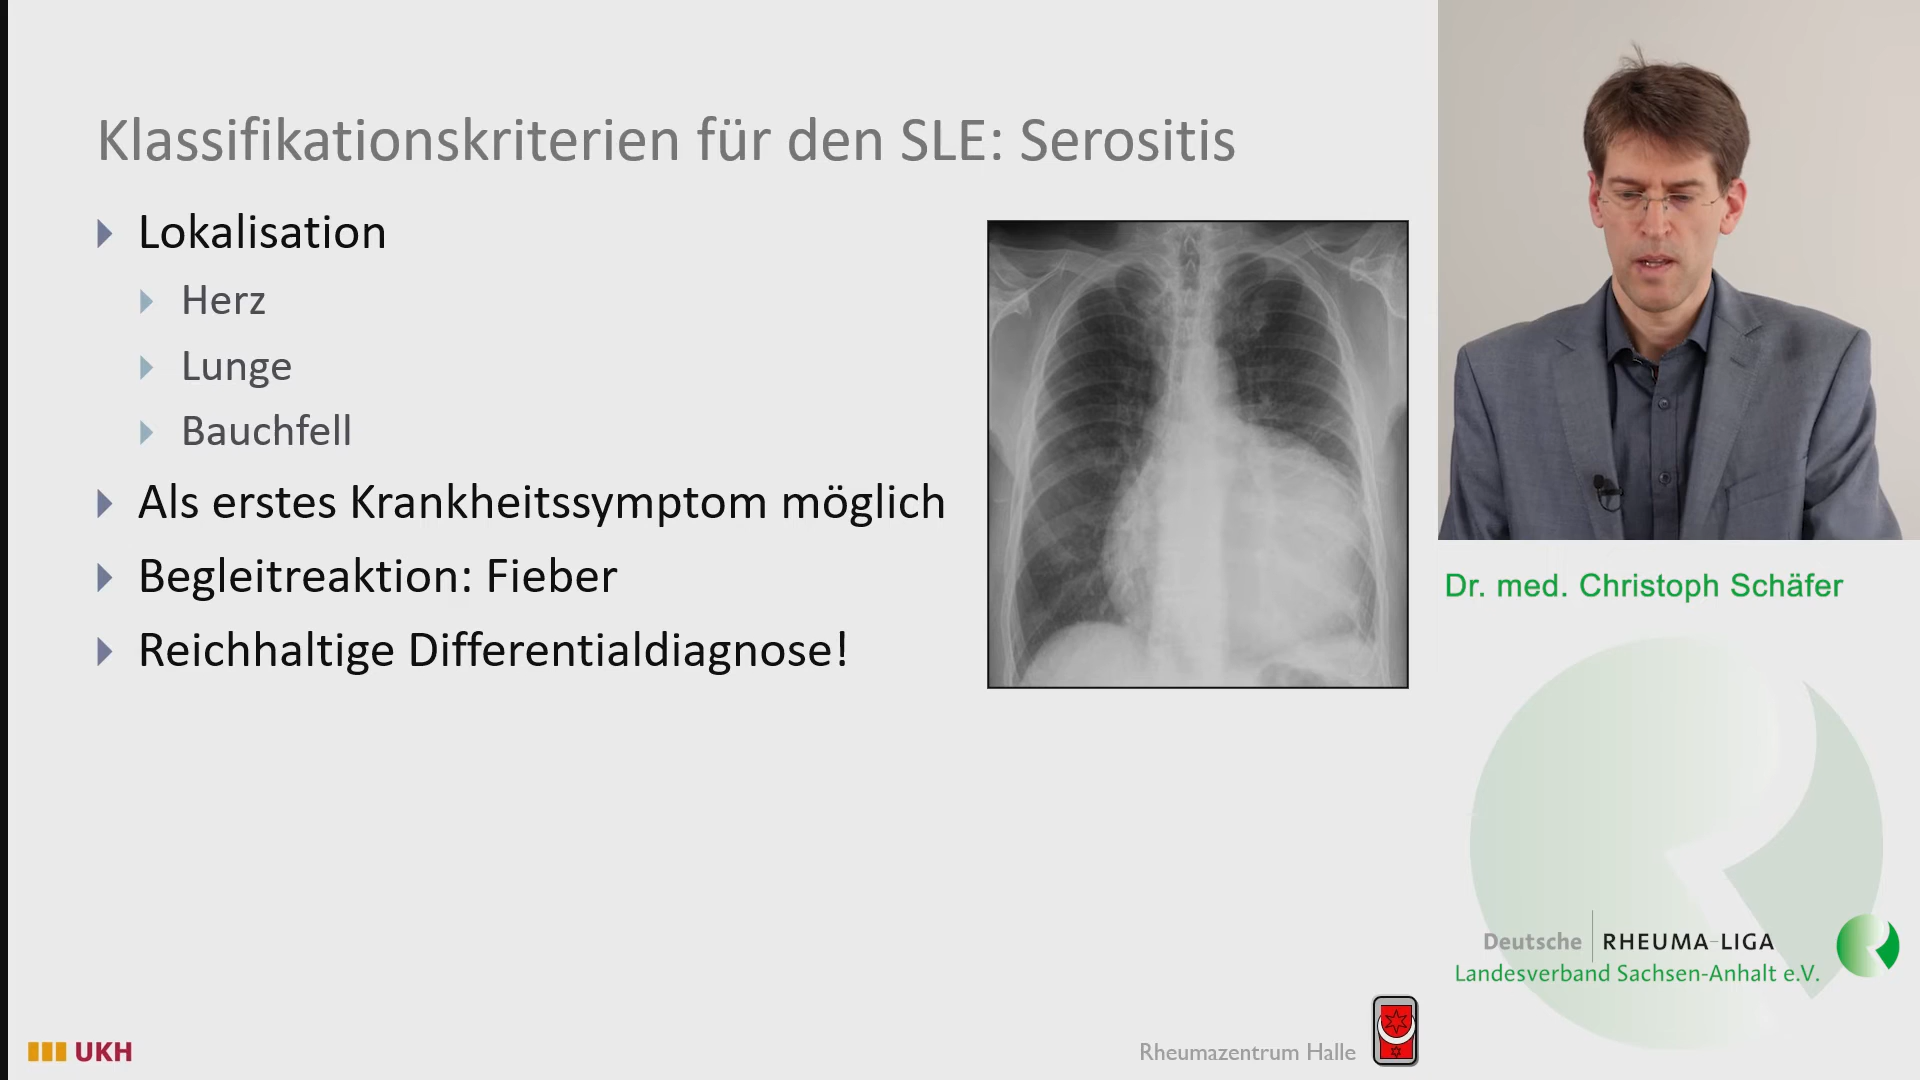 Klassifikationskriterien für den SLE: Serositis
Lokalisation
Herz
Lunge
Bauchfell
Als erstes Krankheitssymptom möglich
Begleitreaktion: Fieber
Reichhaltige Differentialdiagnose!
Dr. med. Christoph Schäfer
Deutsche RHEUMA-LIGA
Landesverband Sachsen-Anhalt e.V.
UKH
Rheumazentrum Halle